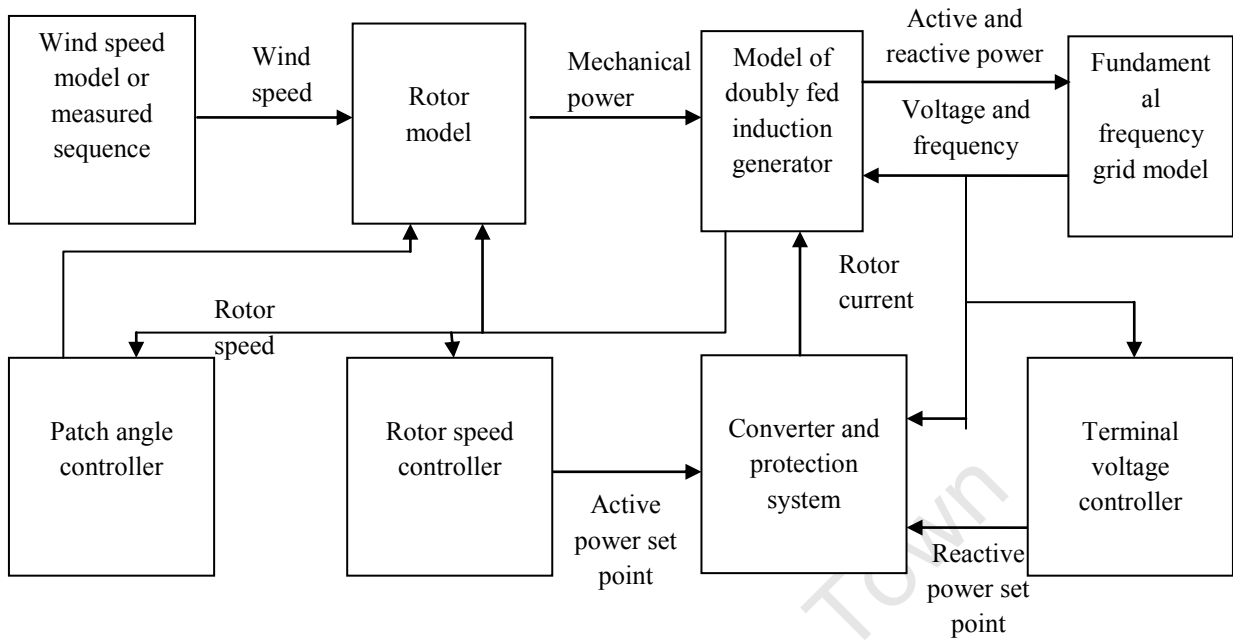 Wind speed
model or
measured
sequence
Wind
speed
Rotor
model
Mechanical
power
Model of
doubly fed
induction
generator
Active and
reactive power
Voltage and
frequency
Fundament
al
frequency
grid model
Rotor
speed
Rotor
current
Patch angle
controller
Rotor speed
controller
Active
power set
point
Converter and
protection
system
Reactive
power set
point
Terminal
voltage
controller
Town